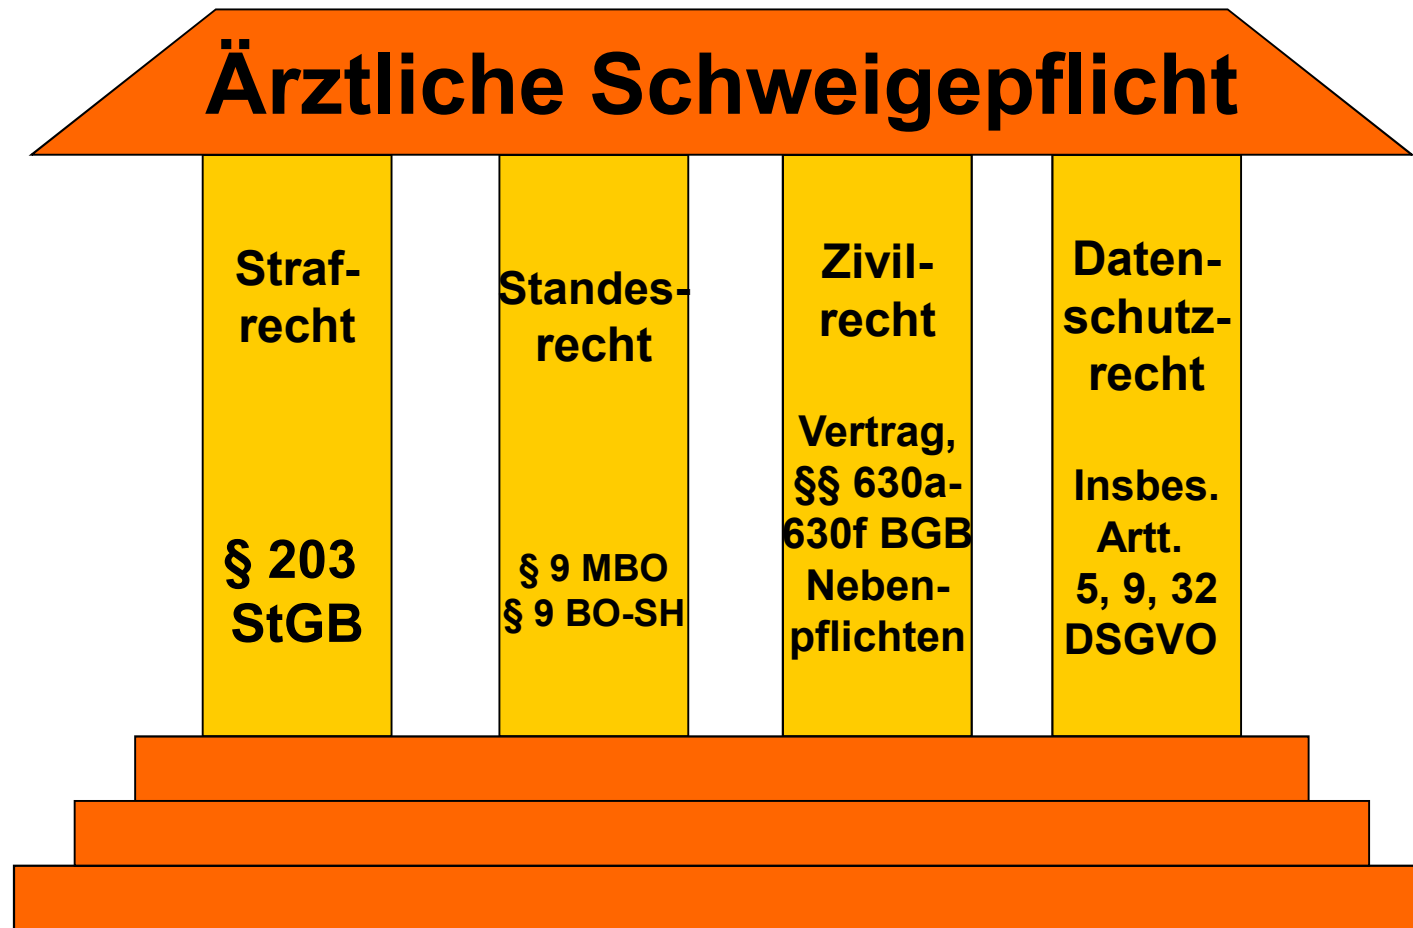 Ärztliche Schweigepflicht
Straf-
recht
§ 203
StGB
Standes-
recht
§ 9 MBO
§ 9 BO-SH
Zivil-
recht
Vertrag,
§§ 630a-
630f BGB
Neben-
pflichten
Daten-
schutz-
recht
Insbes.
Artt.
5, 9, 32
DSGVO